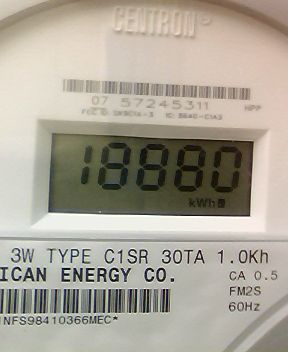 CENTRON
07 57245311
HPP
18880
kWh
3W TYPE C1SR 30TA 1.0Kh
ICAN ENERGY CO.
CA 0.5
FM2S
60Hz
NFS98410366MEC*